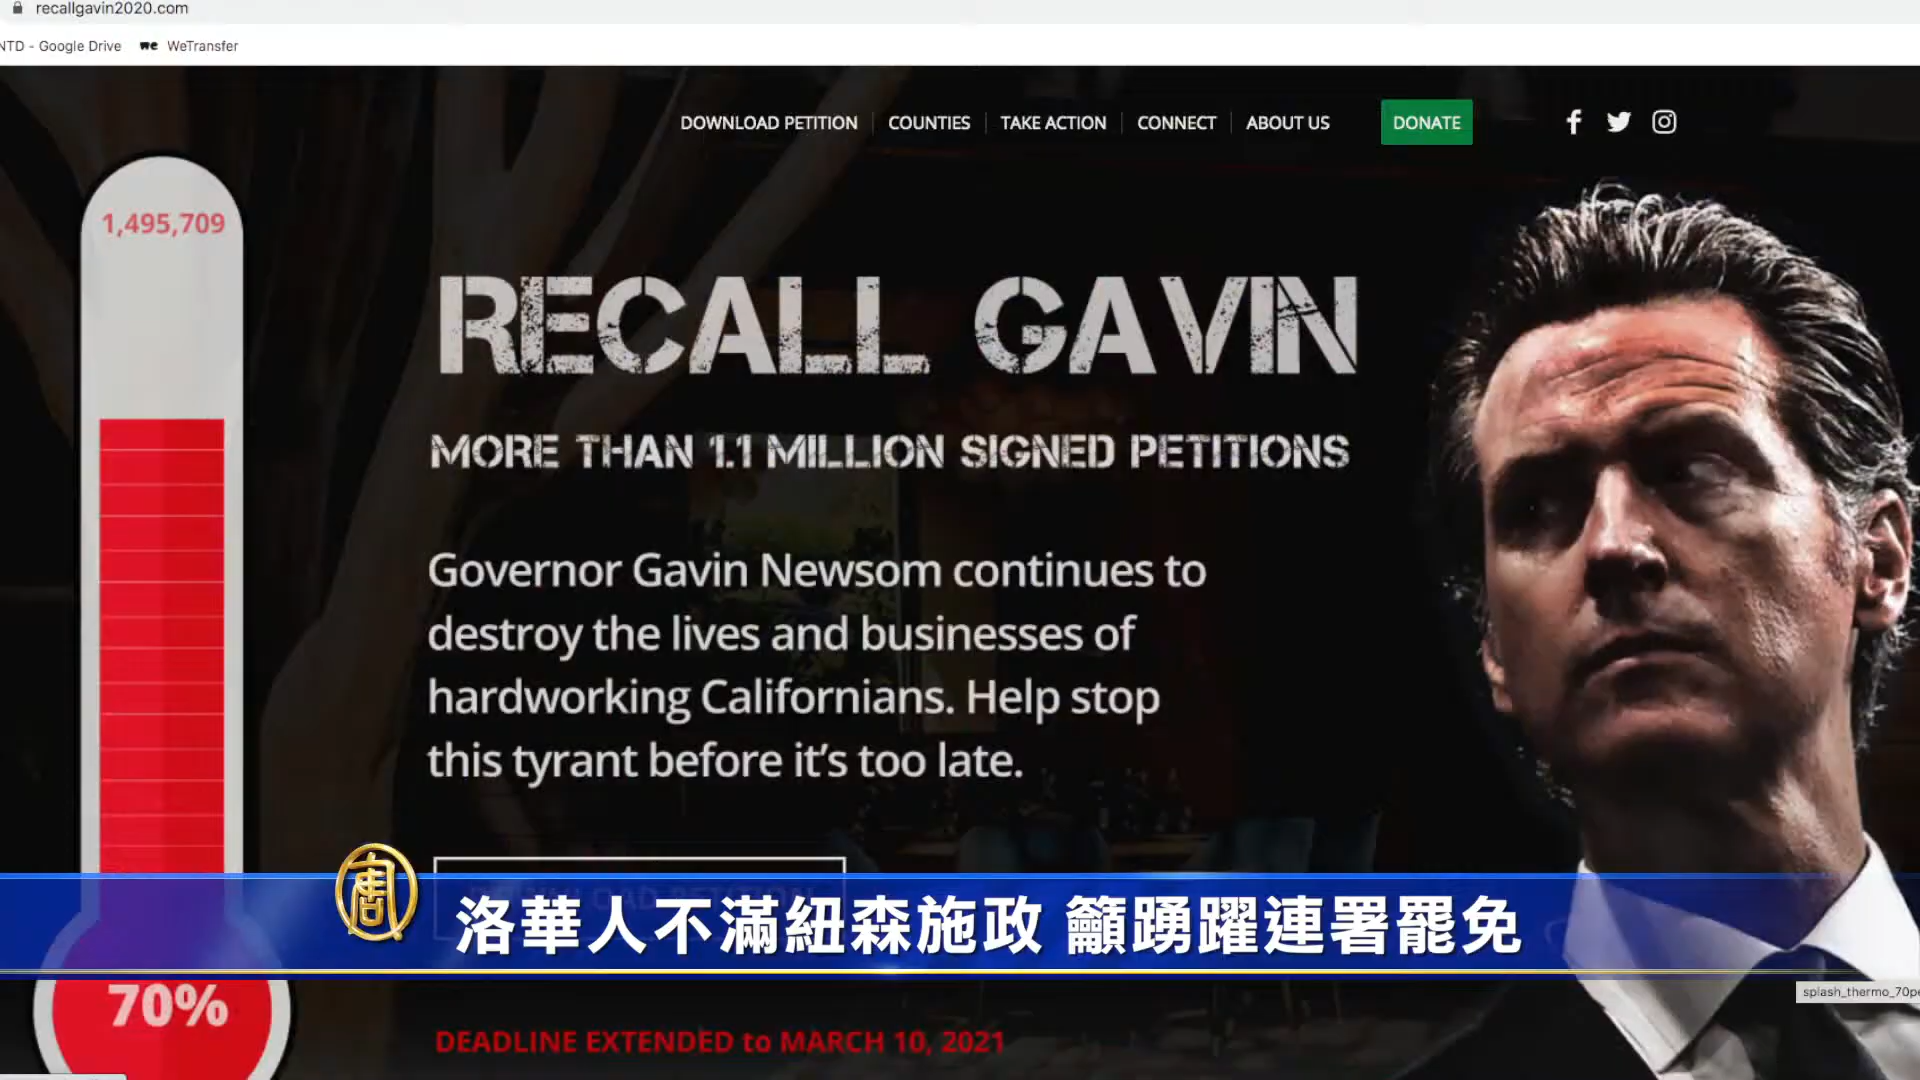 recallgavin2020.com
NTD - Google Drive
we WeTransfer
DOWNLOAD PETITION
COUNTIES
TAKE ACTION
CONNECT
ABOUT US
DONATE
1,495,709
RECALL GAVIN
MORE THAN 1.1 MILLION SIGNED PETITIONS
Governor Gavin Newsom continues to
destroy the lives and businesses of
hardworking Californians. Help stop
this tyrant before it's too late.
洛華人不滿紐森施政 籲踴躍連署罷免
70%
splash_thermo_70pe
DEADLINE EXTENDED to MARCH 10, 2021